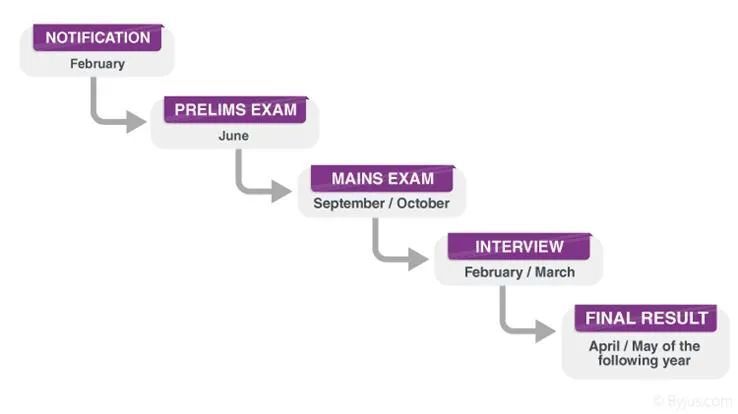 NOTIFICATION
February
PRELIMS EXAM
June
MAINS EXAM
September / October
INTERVIEW
February / March
FINAL RESULT
April / May of the
following year
© Byjus.com